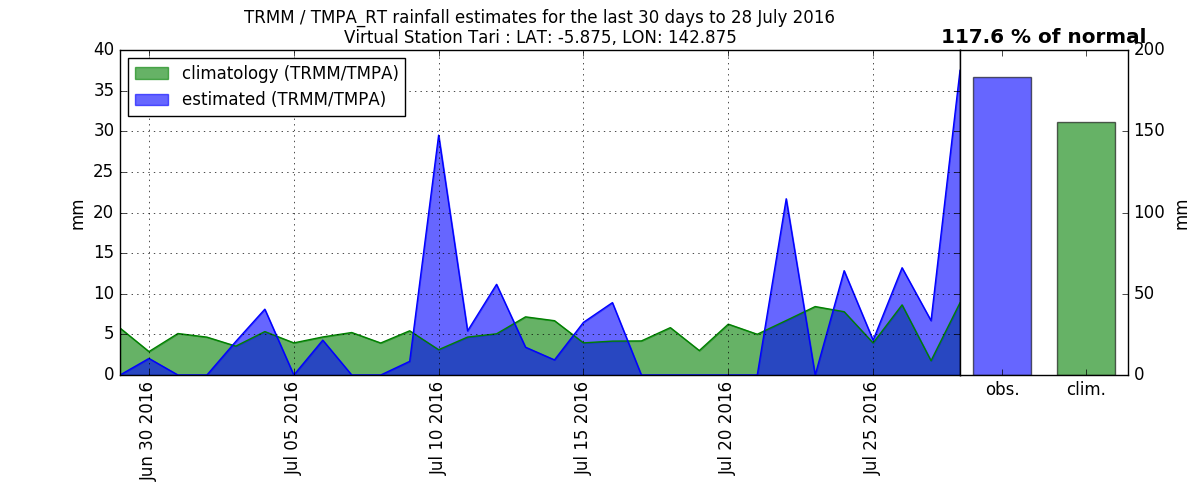 TRMM / TMPA_RT rainfall estimates for the last 30 days to 28 July 2016
Virtual Station Tari : LAT: -5.875, LON: 142.875
117.6 % of normal
climatology (TRMM/TMPA)
estimated (TRMM/TMPA)
40
35
30
25
20
15
10
5
0
mm
Jun 30 2016
Jul 05 2016
Jul 10 2016
Jul 15 2016
Jul 20 2016
Jul 25 2016
obs.
clim.
200
150
100
50
0
mm